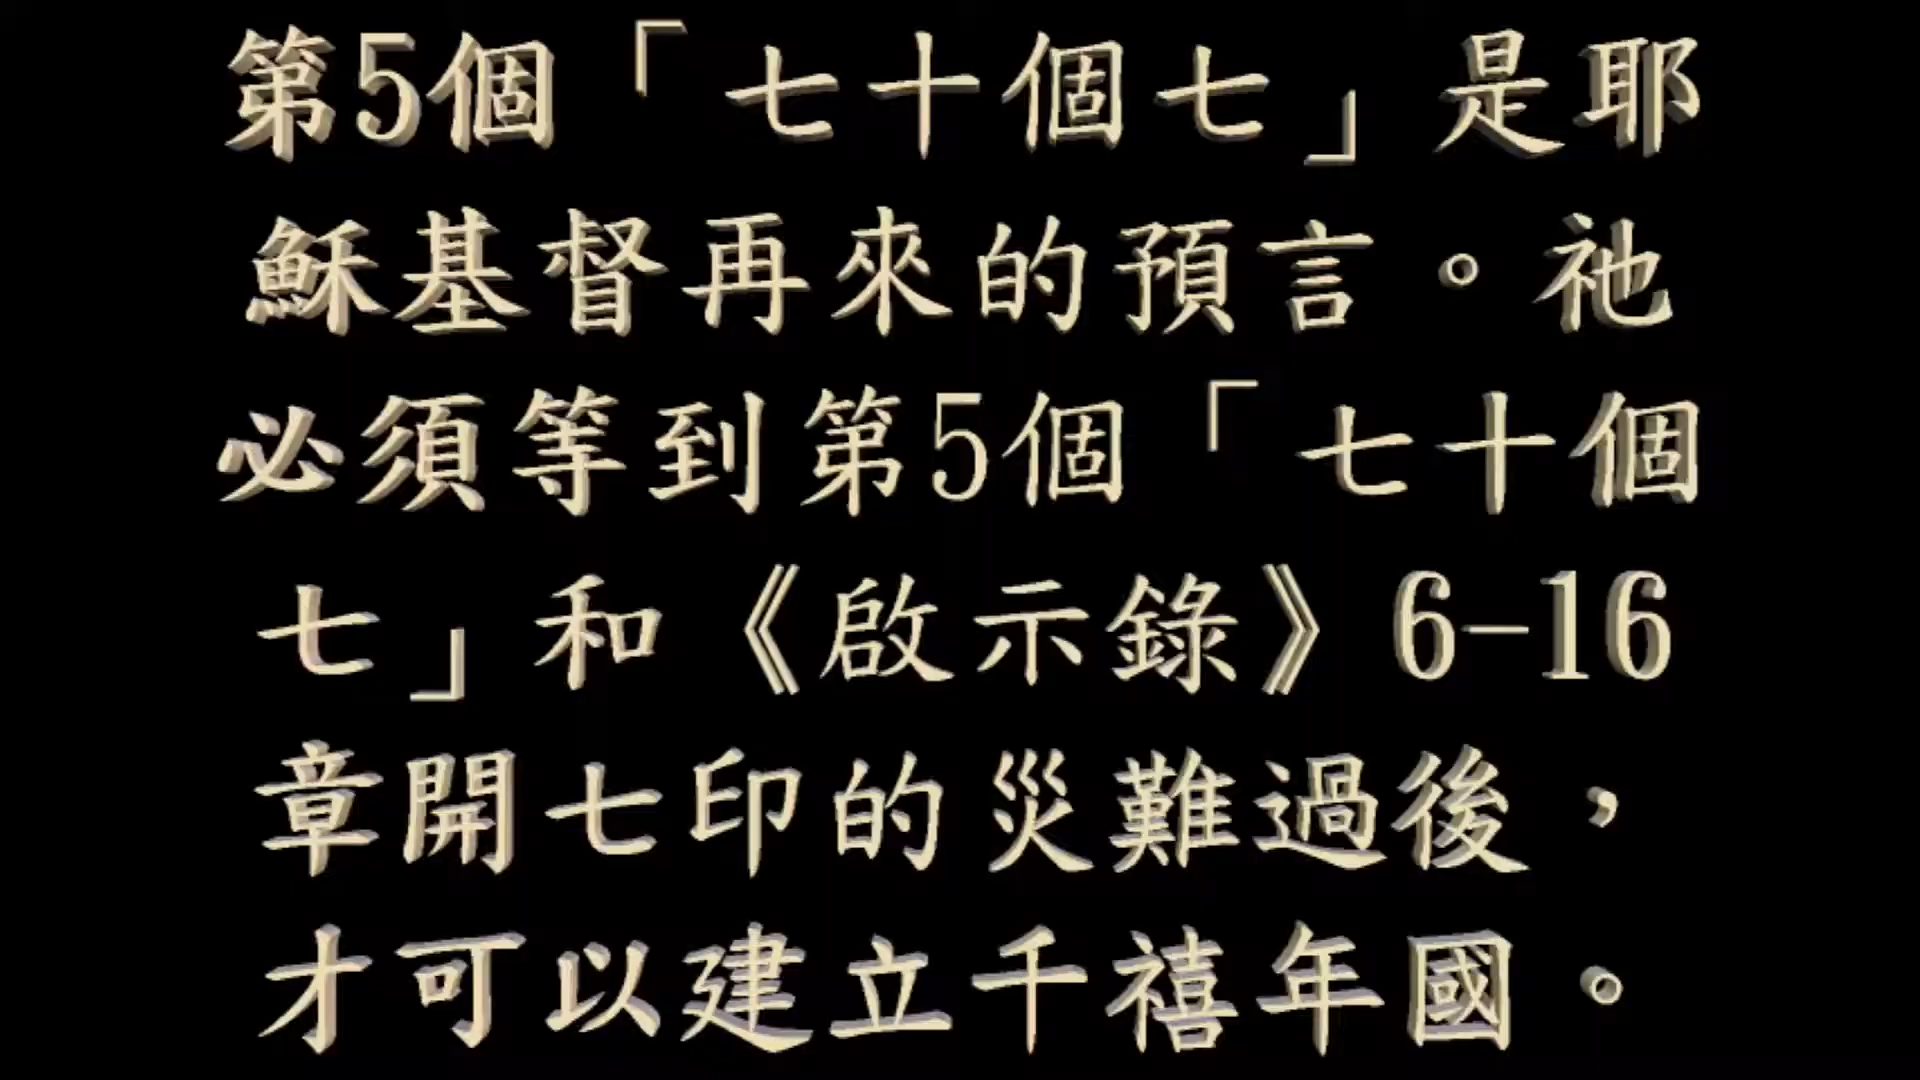 第5個「七十個七」是耶
穌基督再來的預言。祂
必須等到第5個「七十個
七」和《啟示錄》6-16
章開七印的災難過後，
才可以建立千禧年國。